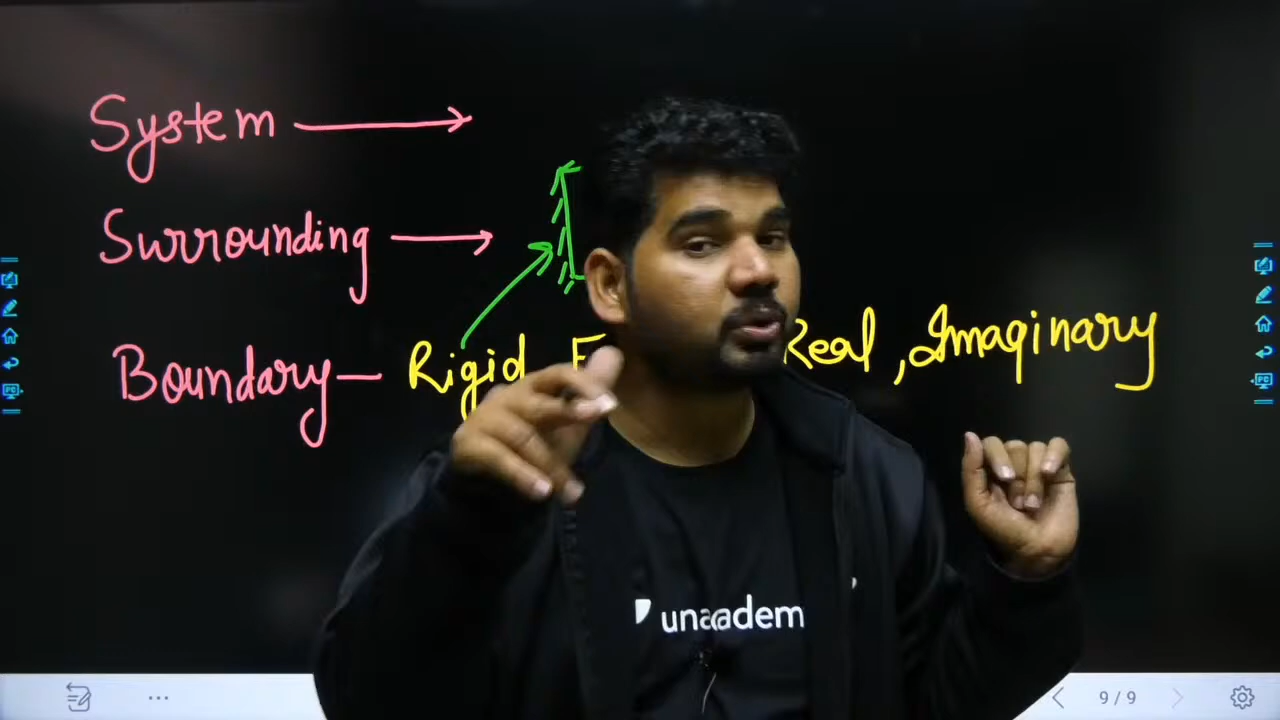 System →
Surrounding →
Boundary — Rigid Real , Imaginary
unacadem
9/9